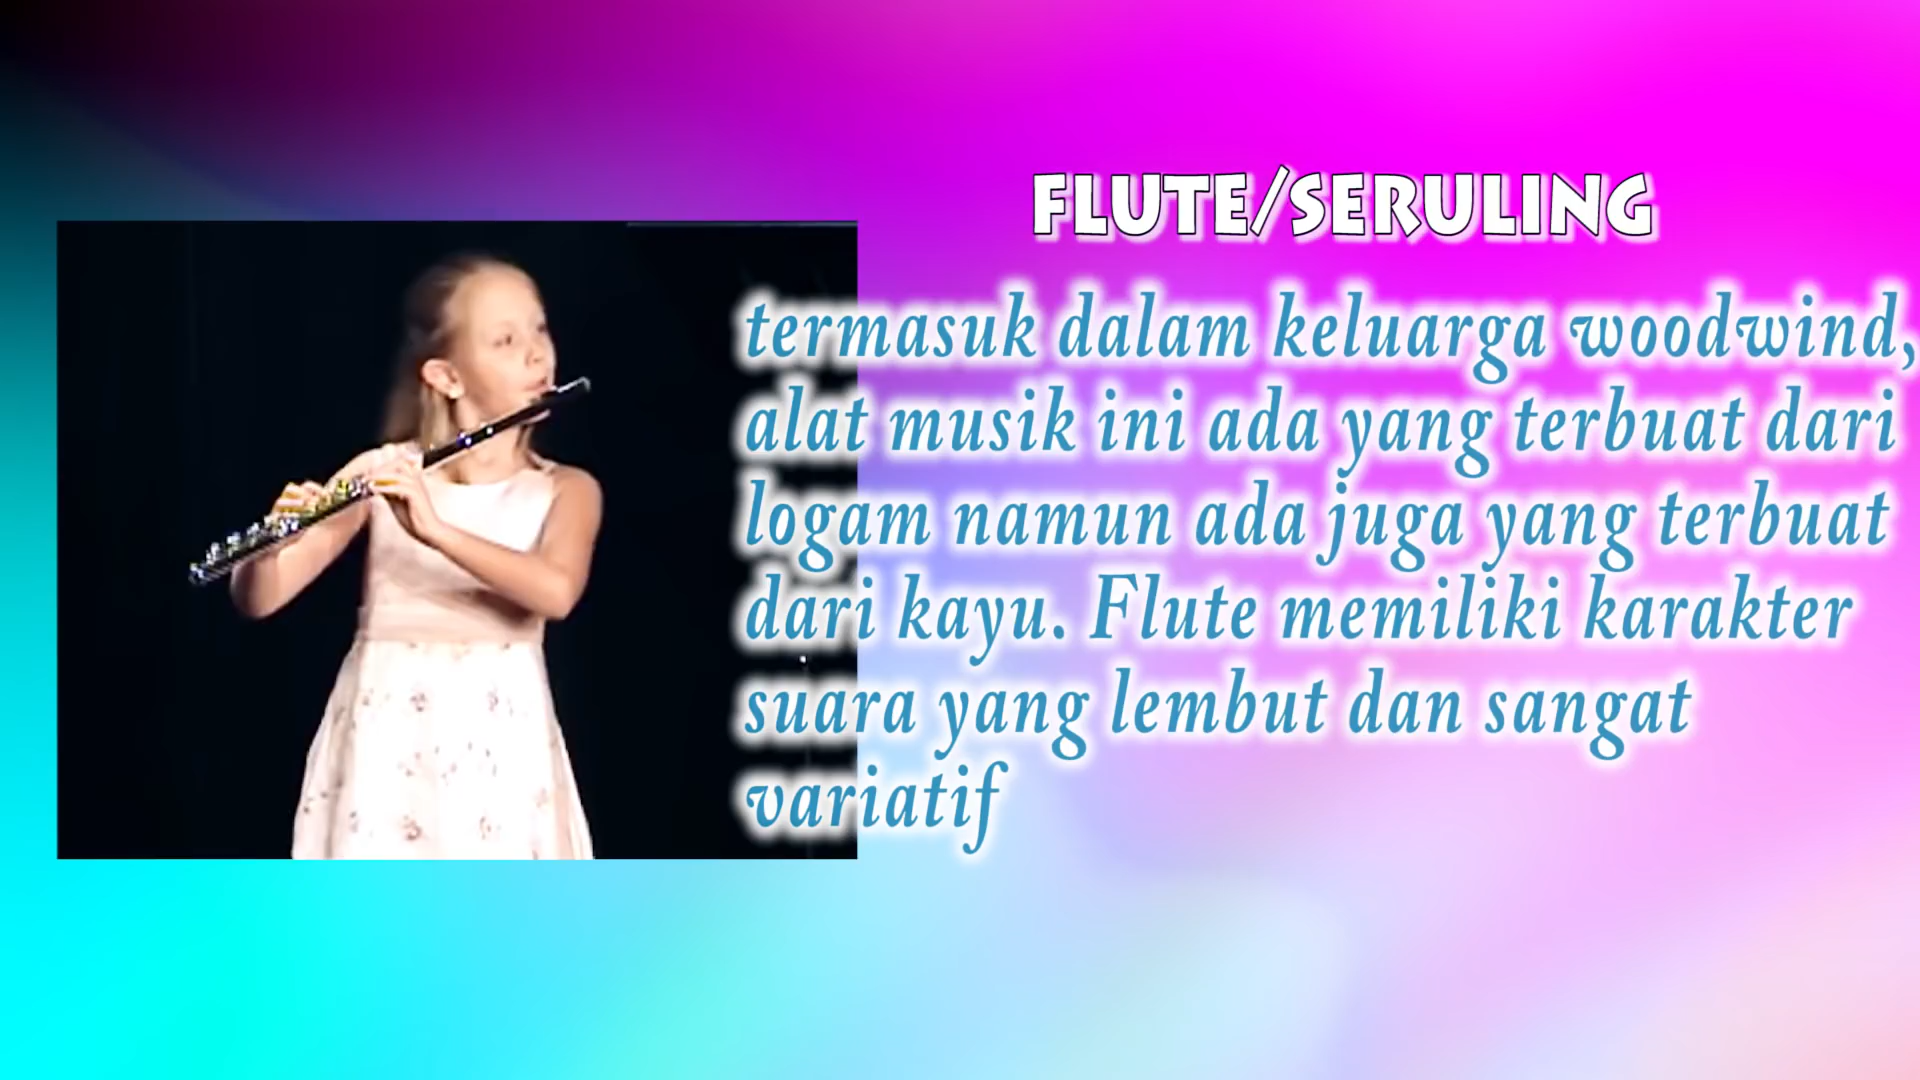 FLUTE/SERULING
termasuk dalam keluarga woodwind,
alat musik ini ada yang terbuat dari
logam namun ada juga yang terbuat
dari kayu. Flute memiliki karakter
suara yang lembut dan sangat
variatif